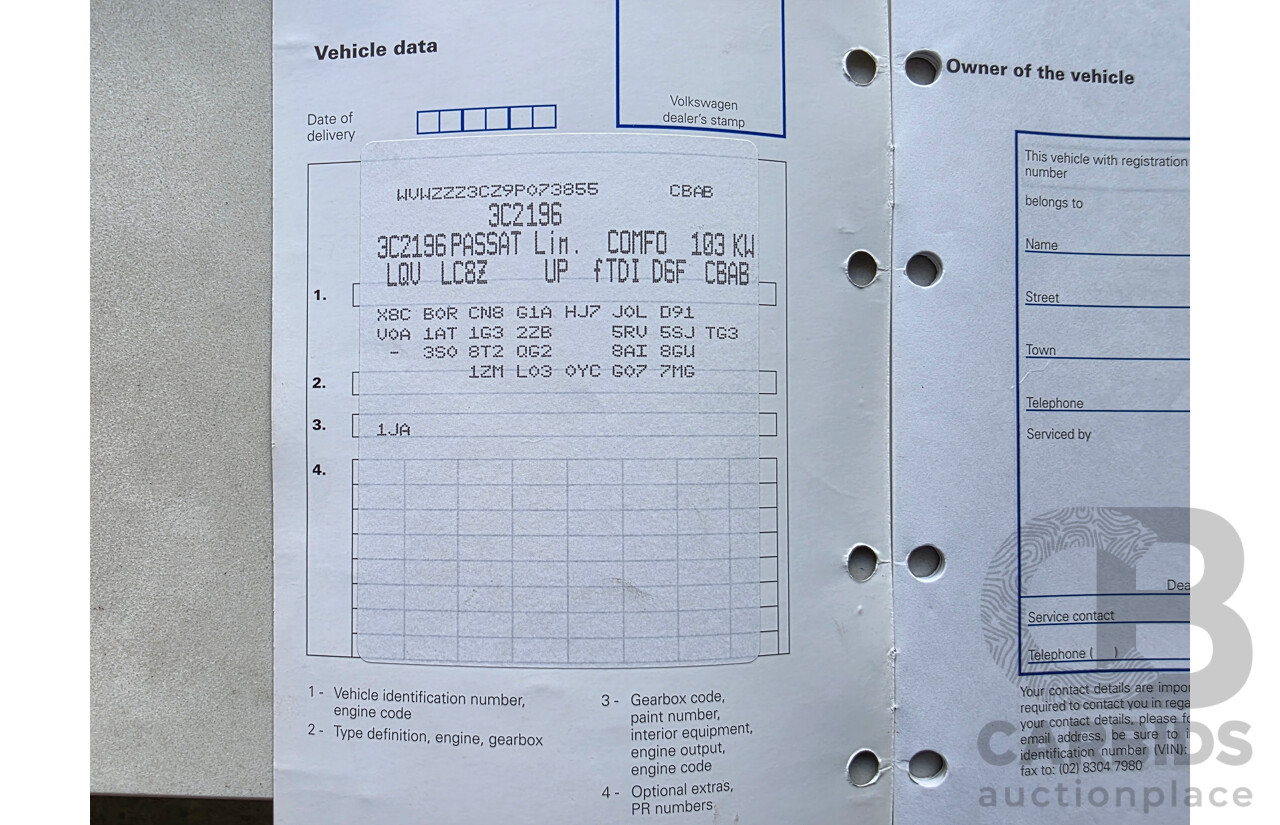 Vehicle data
Date of
delivery
Volkswagen
dealer's stamp
WVWZZZ3CZ9P073855 CBAB
3C2196
3C2196 PASSAT Lim. COMFO 103 KW
LQV LC8Z UP fTDI D6F CBAB
1.
X8C B0R CN8 G1A HJ7 J0L D91
V0A 1AT 1G3 2ZB 5RV 5SJ TG3
- 3S0 8T2 QG2 8AI 8GU
2.
1ZM L03 0YC G07 7MG
3.
1JA
4.
1 - Vehicle identification number,
engine code
2 - Type definition, engine, gearbox
3 - Gearbox code,
paint number,
interior equipment,
engine output,
engine code
4 - Optional extras,
PR numbers
Owner of the vehicle
This vehicle with registration
number
belongs to
Name
Street
Town
Telephone
Serviced by
Dea
Service contact
Telephone ( )
Your contact details are impor
required to contact you in rega
your contact details, please fo
email address, be sure to i
identification number (VIN):
fax to: (02) 8304 7980
CB
CARBIDS
auctionplace